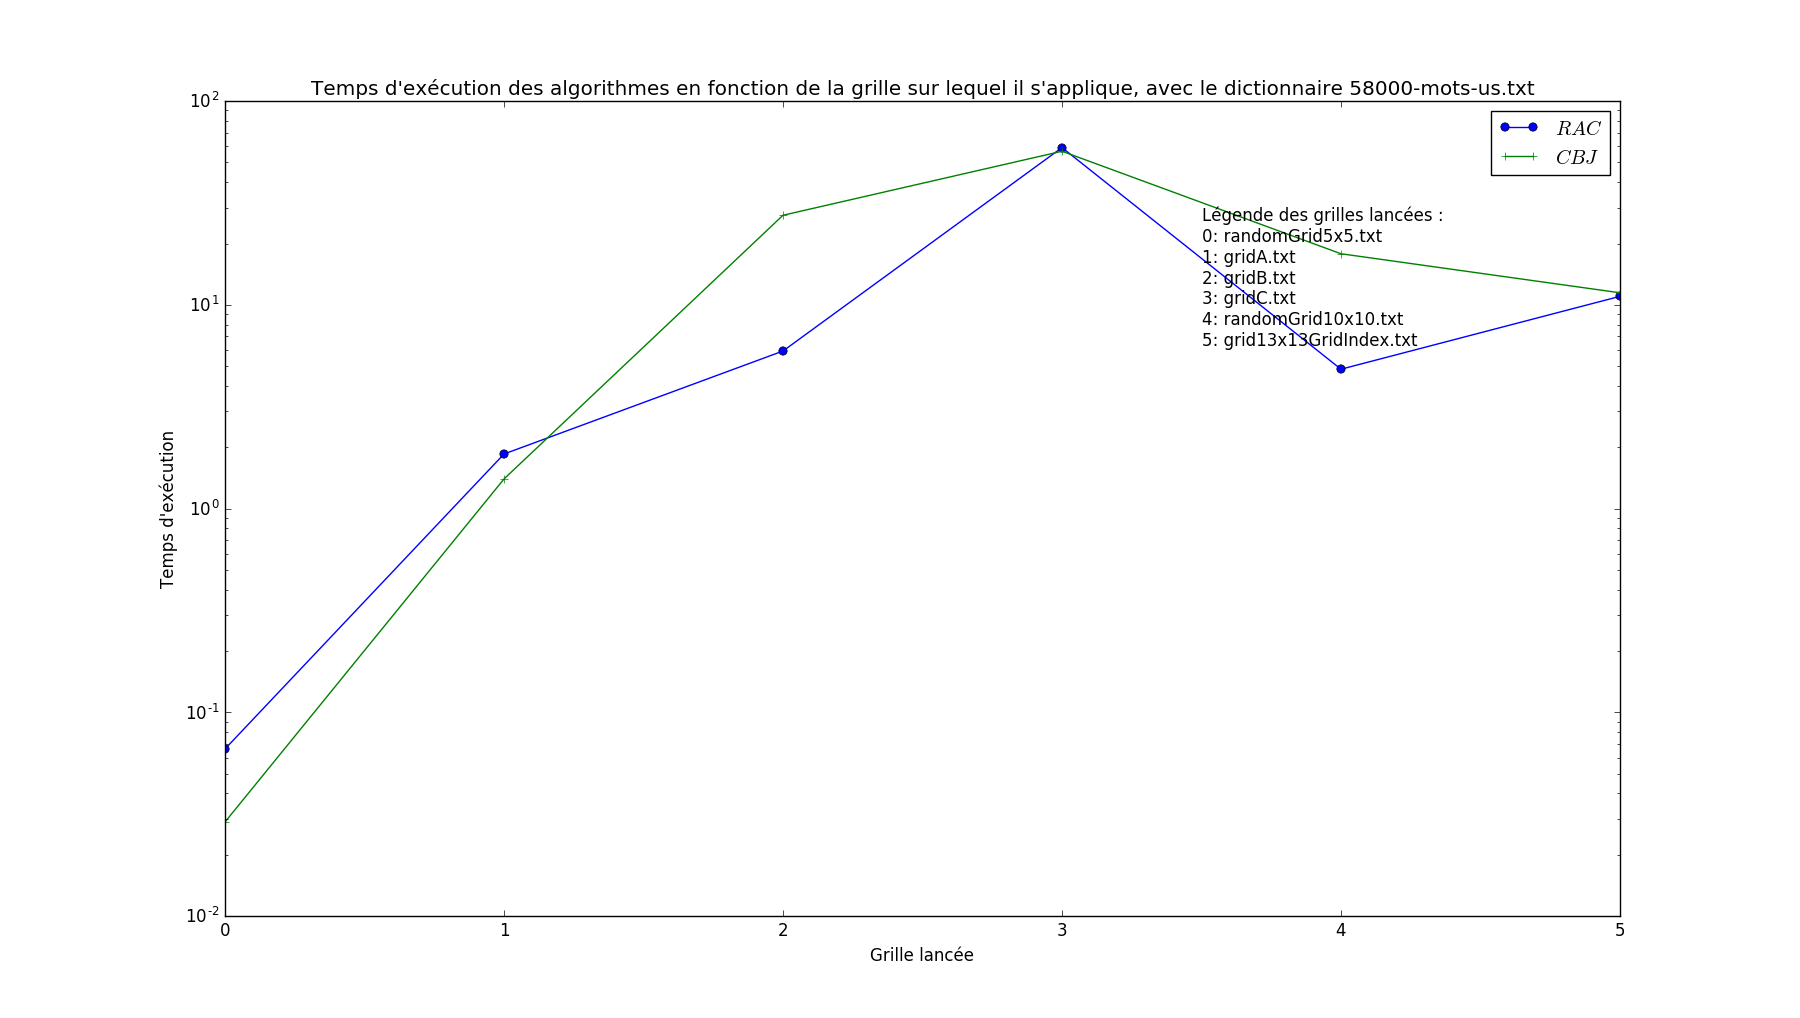 Temps d'exécution des algorithmes en fonction de la grille sur lequel il s'applique, avec le dictionnaire 58000-mots-us.txt
10^2
10^1
10^0
10^-1
10^-2
Temps d'exécution
RAC
CBJ
Légende des grilles lancées :
0: randomGrid5x5.txt
1: gridA.txt
2: gridB.txt
3: gridC.txt
4: randomGrid10x10.txt
5: grid13x13GridIndex.txt
0 1 2 3 4 5
Grille lancée